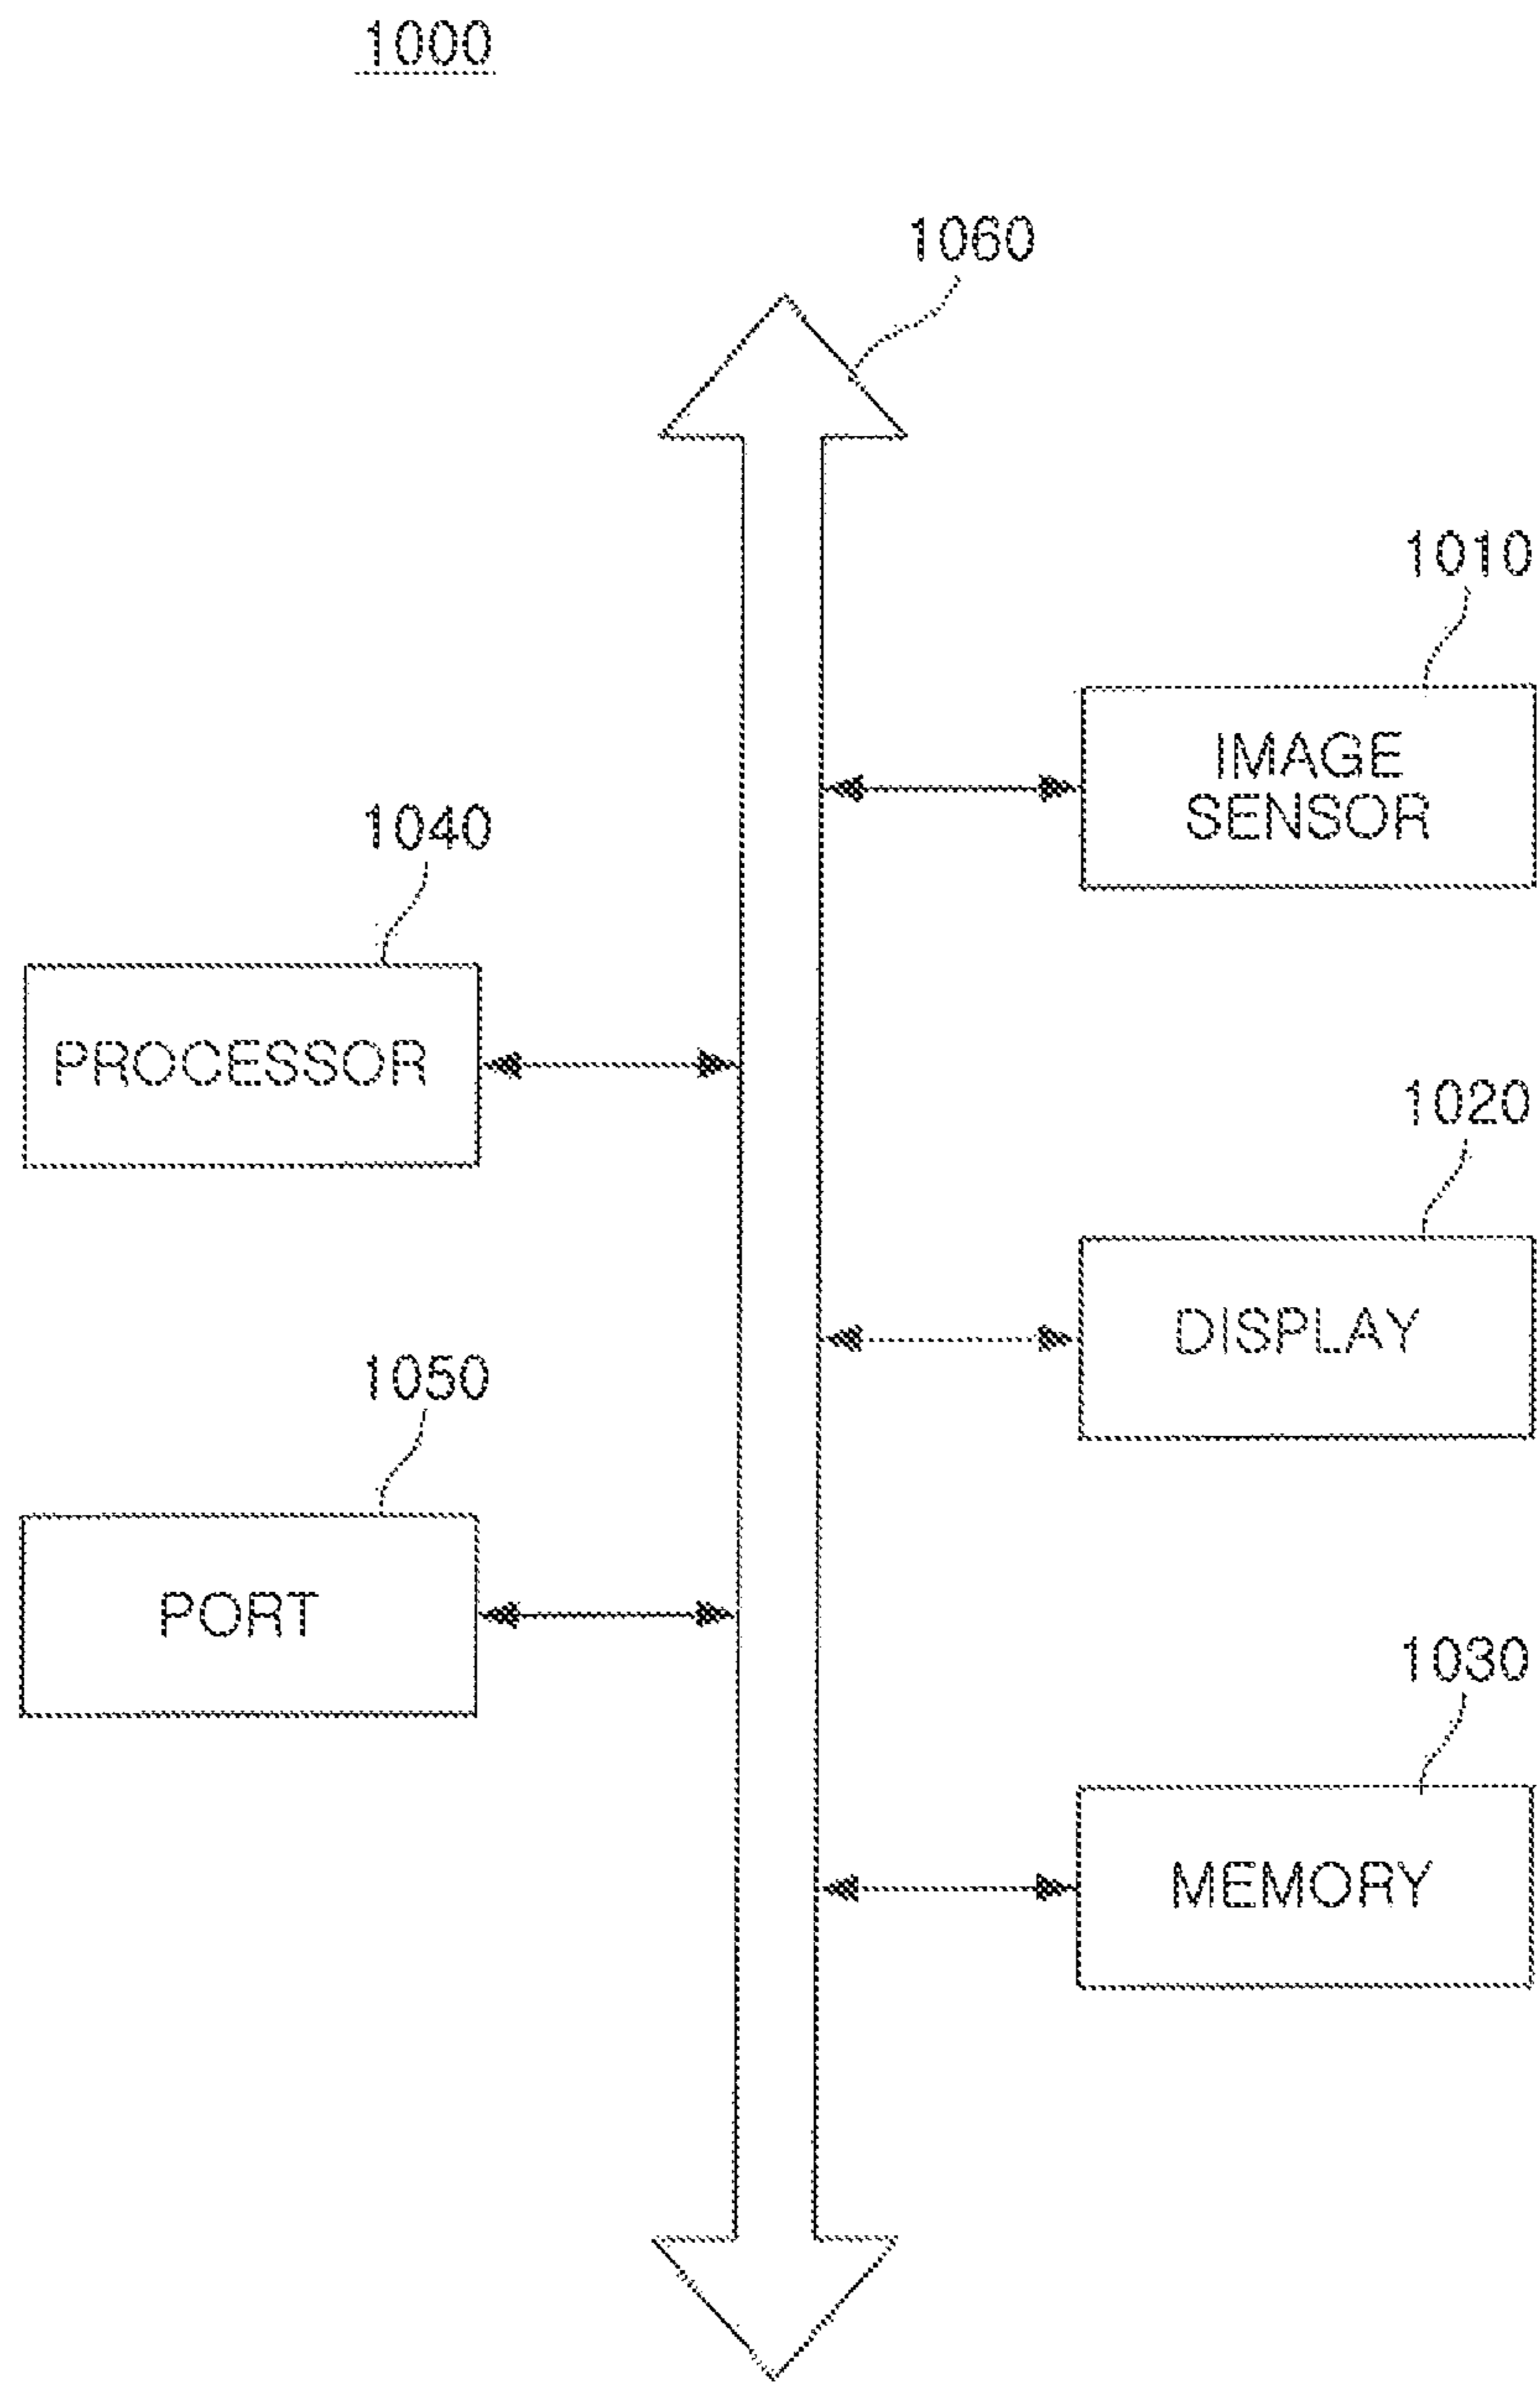 1000
1060
1010
IMAGE
SENSOR
1040
PROCESSOR
1020
DISPLAY
1050
PORT
1030
MEMORY